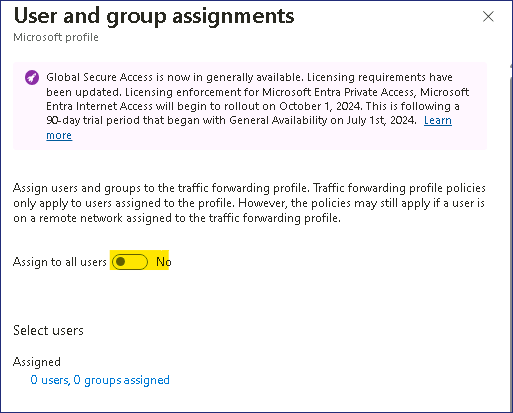 User and group assignments
Microsoft profile
Global Secure Access is now in generally available. Licensing requirements have
been updated. Licensing enforcement for Microsoft Entra Private Access, Microsoft
Entra Internet Access will begin to rollout on October 1, 2024. This is following a
90-day trial period that began with General Availability on July 1st, 2024. Learn
more
Assign users and groups to the traffic forwarding profile. Traffic forwarding profile policies
only apply to users assigned to the profile. However, the policies may still apply if a user is
on a remote network assigned to the traffic forwarding profile.
Assign to all users No
Select users
Assigned
0 users, 0 groups assigned